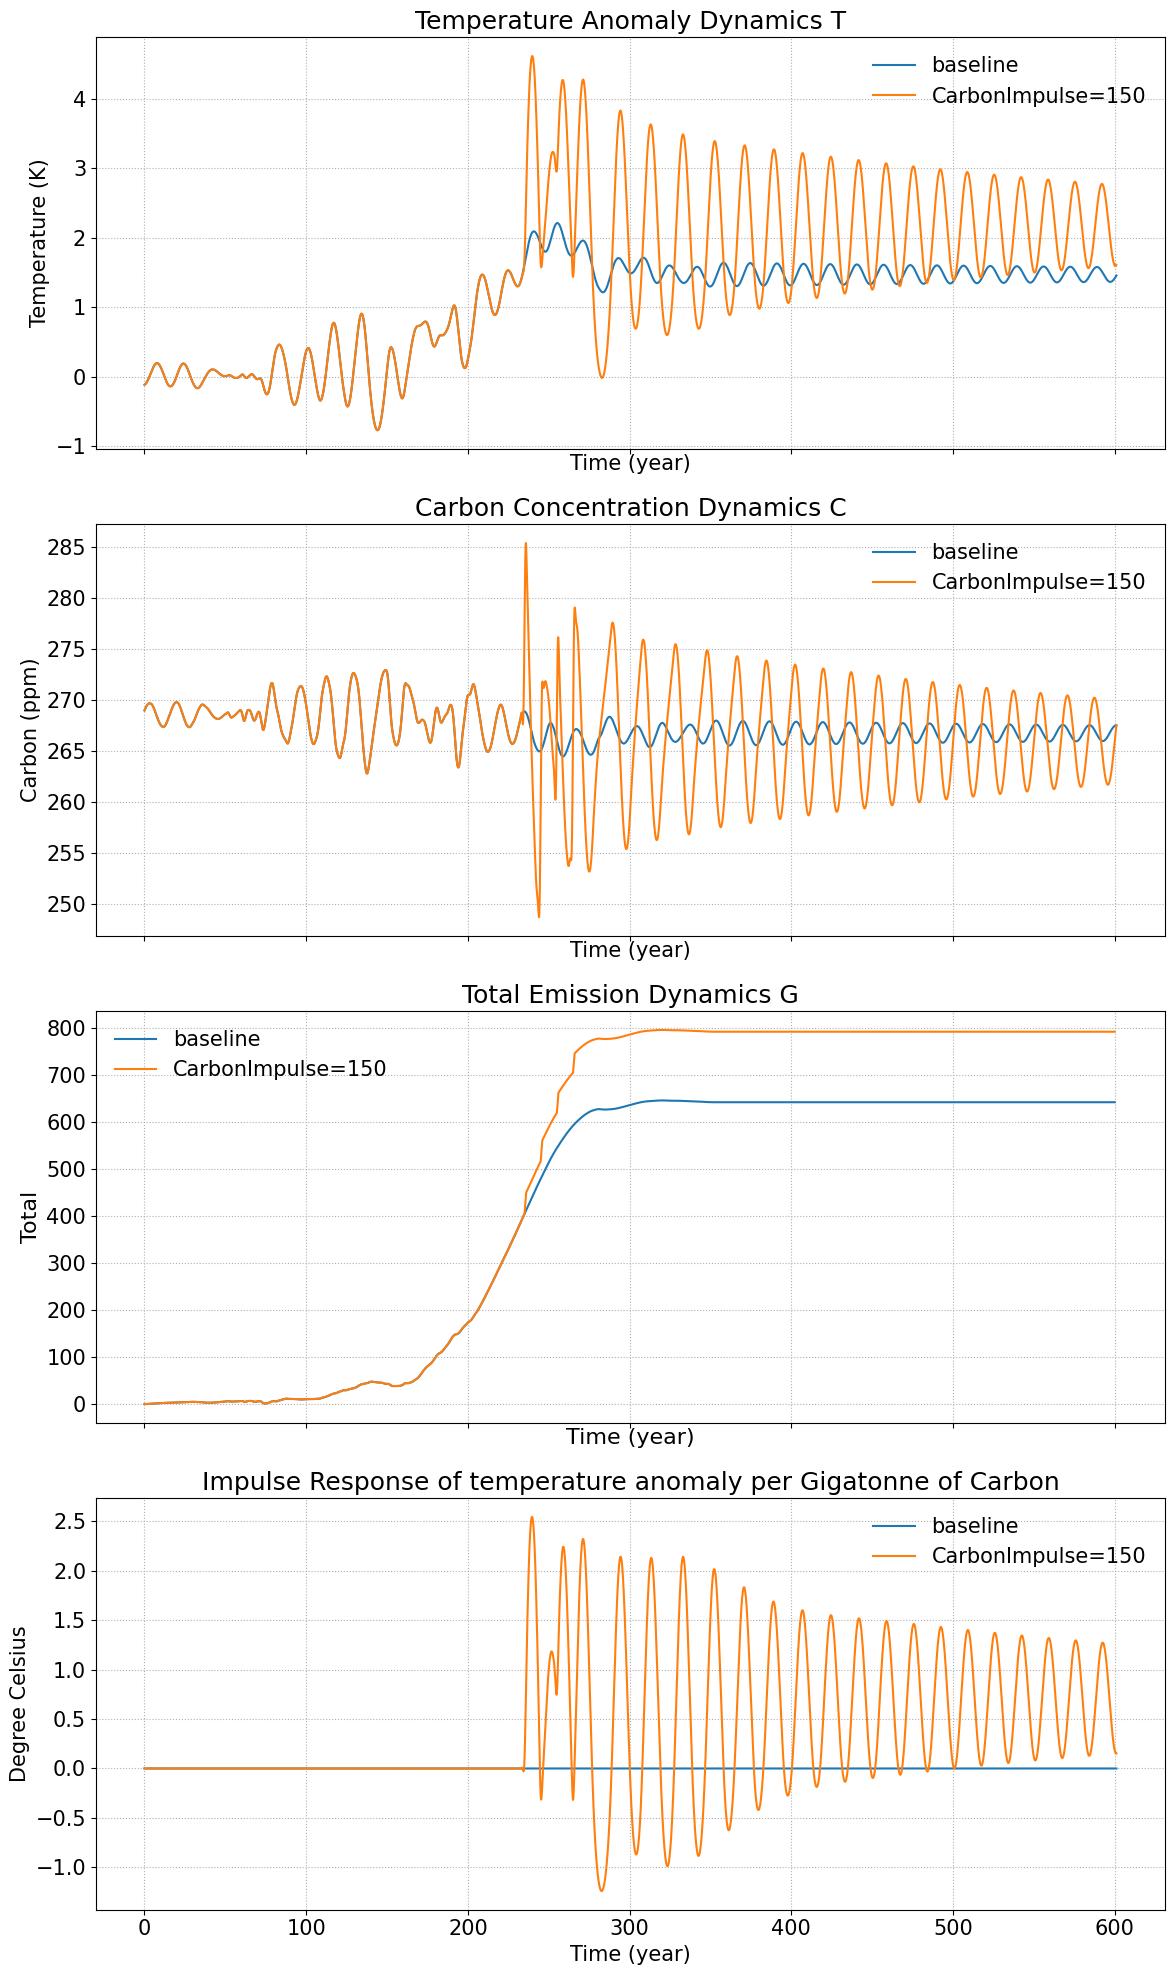 Temperature Anomaly Dynamics T
baseline
CarbonImpulse=150
4
3
2
1
0
−1
Temperature (K)
Time (year)
Carbon Concentration Dynamics C
baseline
CarbonImpulse=150
285
280
275
270
265
260
255
250
Carbon (ppm)
Time (year)
Total Emission Dynamics G
baseline
CarbonImpulse=150
800
700
600
500
400
300
200
100
0
Total
Time (year)
Impulse Response of temperature anomaly per Gigatonne of Carbon
baseline
CarbonImpulse=150
2.5
2.0
1.5
1.0
0.5
0.0
−0.5
−1.0
Degree Celsius
0 100 200 300 400 500 600
Time (year)